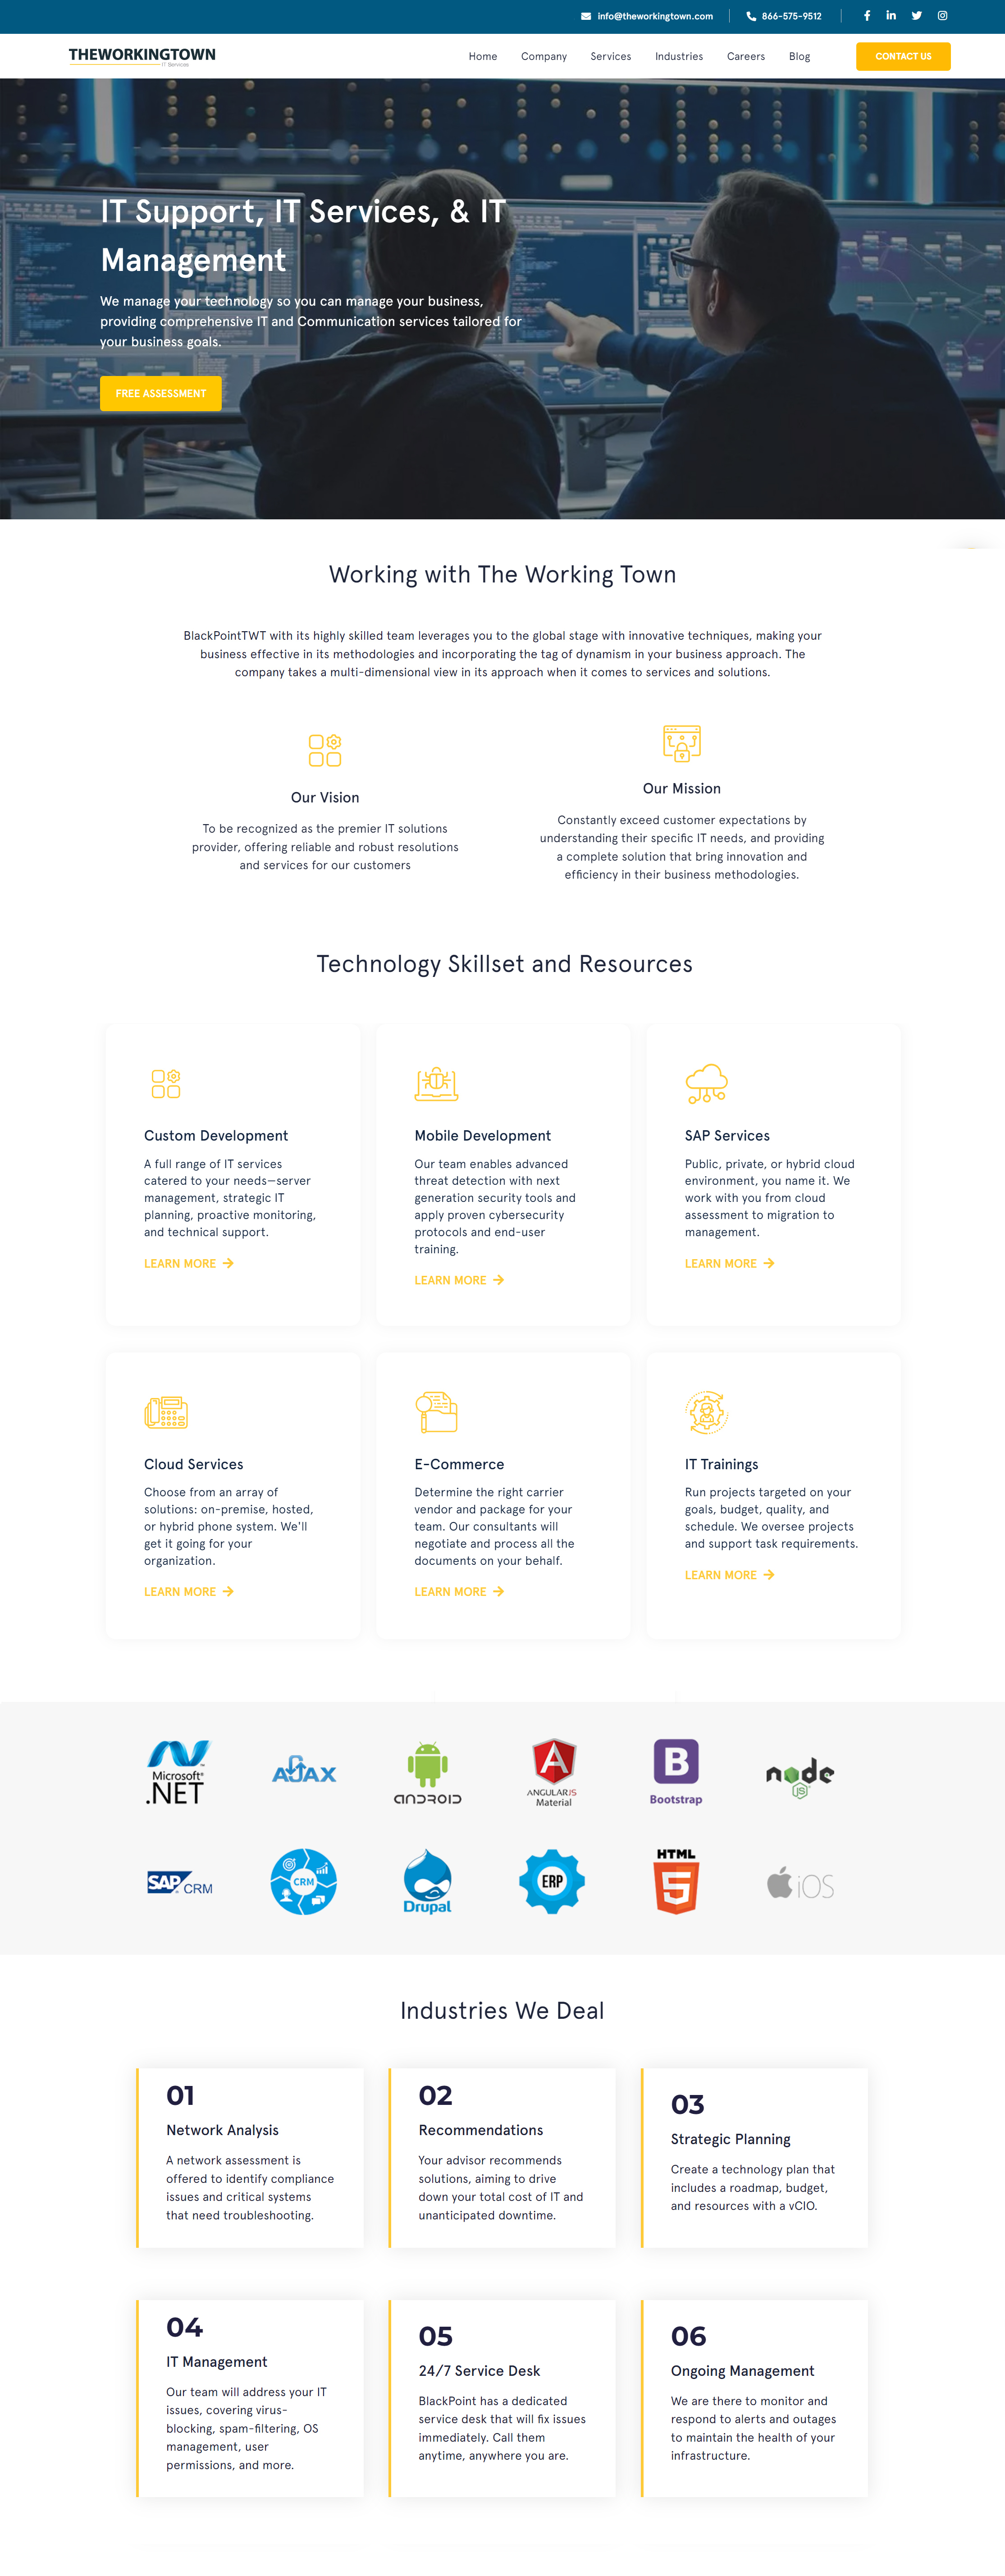 info@theworkingtown.com
866-575-9512
THEWORKINGTOWN
IT Services
Home
Company
Services
Industries
Careers
Blog
CONTACT US
IT Support, IT Services, & IT
Management
We manage your technology so you can manage your business,
providing comprehensive IT and Communication services tailored for
your business goals.
FREE ASSESSMENT
Working with The Working Town
BlackPointTWT with its highly skilled team leverages you to the global stage with innovative techniques, making your
business effective in its methodologies and incorporating the tag of dynamism in your business approach. The
company takes a multi-dimensional view in its approach when it comes to services and solutions.
Our Vision
To be recognized as the premier IT solutions
provider, offering reliable and robust resolutions
and services for our customers
Our Mission
Constantly exceed customer expectations by
understanding their specific IT needs, and providing
a complete solution that bring innovation and
efficiency in their business methodologies.
Technology Skillset and Resources
Custom Development
A full range of IT services
catered to your needs—server
management, strategic IT
planning, proactive monitoring,
and technical support.
LEARN MORE
Mobile Development
Our team enables advanced
threat detection with next
generation security tools and
apply proven cybersecurity
protocols and end-user
training.
LEARN MORE
SAP Services
Public, private, or hybrid cloud
environment, you name it. We
work with you from cloud
assessment to migration to
management.
LEARN MORE
Cloud Services
Choose from an array of
solutions: on-premise, hosted,
or hybrid phone system. We'll
get it going for your
organization.
LEARN MORE
E-Commerce
Determine the right carrier
vendor and package for your
team. Our consultants will
negotiate and process all the
documents on your behalf.
LEARN MORE
IT Trainings
Run projects targeted on your
goals, budget, quality, and
schedule. We oversee projects
and support task requirements.
LEARN MORE
Microsoft®
.NET
AJAX
ANDROID
A
ANGULARJS
Material
B
Bootstrap
node
JS
SAP CRM
CRM
Drupal
ERP
HTML
5
iOS
Industries We Deal
01
Network Analysis
A network assessment is
offered to identify compliance
issues and critical systems
that need troubleshooting.
02
Recommendations
Your advisor recommends
solutions, aiming to drive
down your total cost of IT and
unanticipated downtime.
03
Strategic Planning
Create a technology plan that
includes a roadmap, budget,
and resources with a vCIO.
04
IT Management
Our team will address your IT
issues, covering virus-
blocking, spam-filtering, OS
management, user
permissions, and more.
05
24/7 Service Desk
BlackPoint has a dedicated
service desk that will fix issues
immediately. Call them
anytime, anywhere you are.
06
Ongoing Management
We are there to monitor and
respond to alerts and outages
to maintain the health of your
infrastructure.